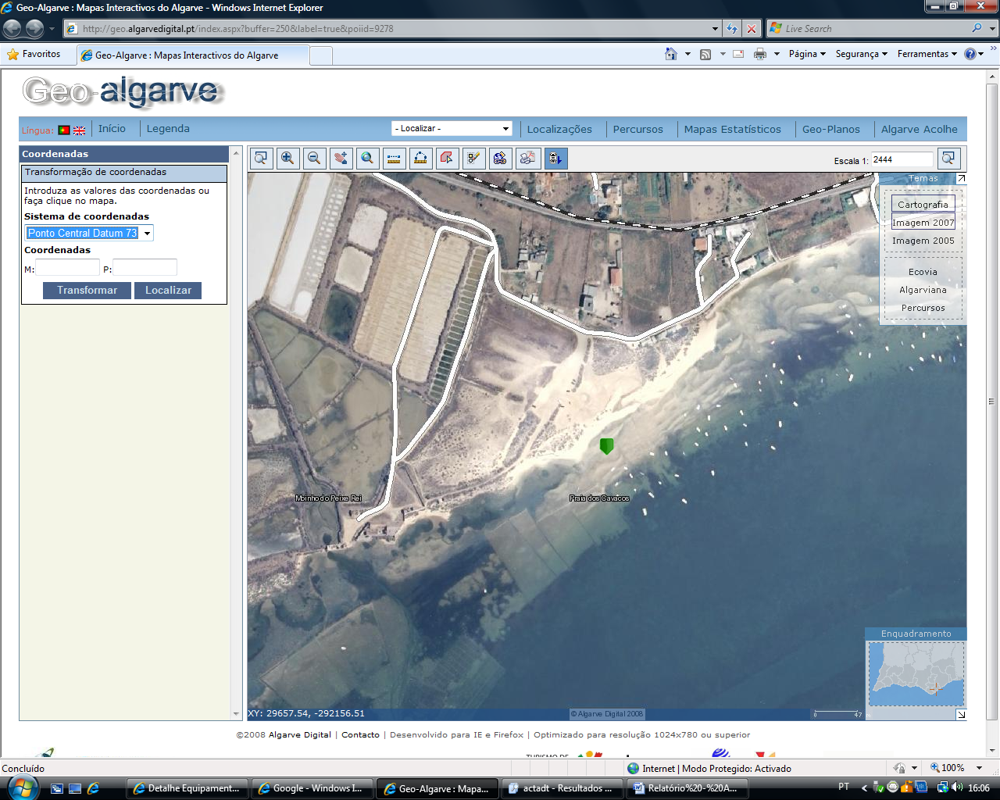 Geo-Algarve : Mapas Interactivos do Algarve - Windows Internet Explorer
http://geo.algarvedigital.pt/index.aspx?buffer=250&label=true&poiid=9278
Live Search
Favoritos
Geo-Algarve : Mapas Interactivos do Algarve
Página
Segurança
Ferramentas
Geo-algarve
Lingua:
Início
Legenda
- Localizar -
Localizações
Percursos
Mapas Estatísticos
Geo-Planos
Algarve Acolhe
Coordenadas
Transformação de coordenadas
Introduza as valores das coordenadas ou
faça clique no mapa.
Sistema de coordenadas
Ponto Central Datum 73
Coordenadas
M: P:
Transformar Localizar
Escala 1: 2444
Temas
Cartografia
Imagem 2007
Imagem 2005
Ecovia
Algarviana
Percursos
Moinho do Peixe Rei
Praia dos Cavacos
Enquadramento
XY: 29657.54, -292156.51
© Algarve Digital 2008
0 47 m
©2008 Algarve Digital | Contacto | Desenvolvido para IE e Firefox | Optimizado para resolução 1024x780 ou superior
TURISMO DE
Concluído
Internet | Modo Protegido: Activado
100%
Detalhe Equipament...
Google - Windows I...
Geo-Algarve : Mapa...
actadt - Resultados ...
Relatório%20-%20A...
PT
16:06